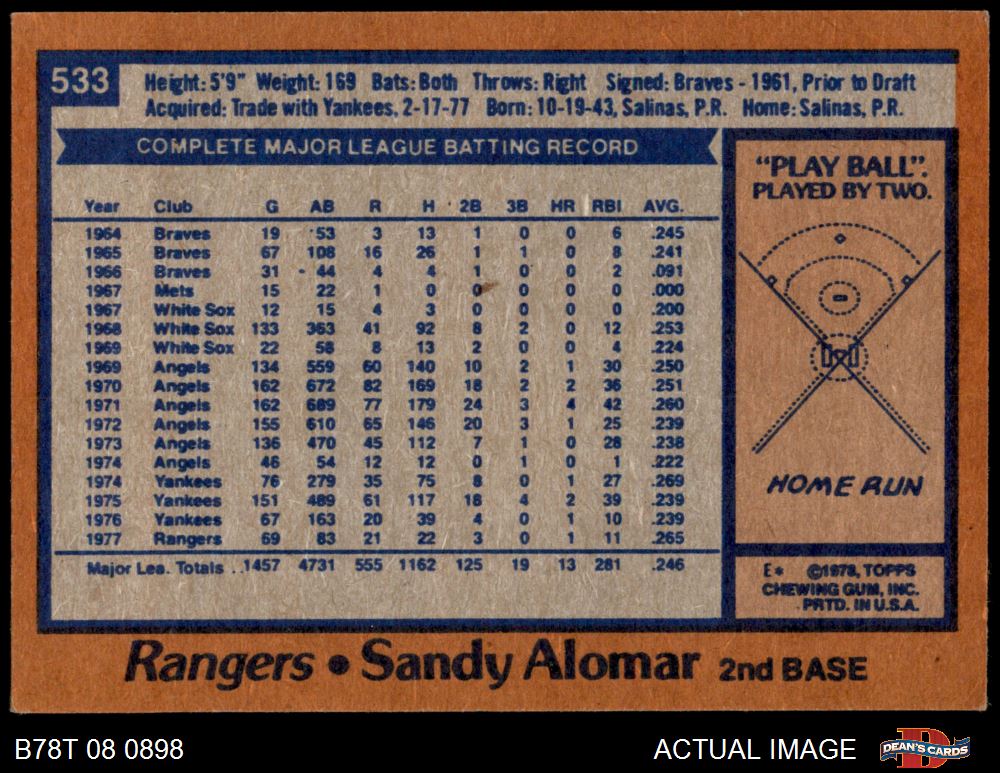 533
Height: 5'9" Weight: 169 Bats: Both Throws: Right Signed: Braves - 1961, Prior to Draft
Acquired: Trade with Yankees, 2-17-77 Born: 10-19-43, Salinas, P.R. Home: Salinas, P.R.
COMPLETE MAJOR LEAGUE BATTING RECORD
Year Club G AB R H 2B 3B HR RBI AVG.
1964 Braves 19 53 3 13 1 0 0 6 .245
1965 Braves 67 108 16 26 1 1 0 8 .241
1966 Braves 31 44 4 4 1 0 0 2 .091
1967 Mets 15 22 1 0 0 0 0 0 .000
1967 White Sox 12 15 4 3 0 0 0 0 .200
1968 White Sox 133 363 41 92 8 2 0 12 .253
1969 White Sox 22 58 8 13 2 0 0 4 .224
1969 Angels 134 559 60 140 10 2 1 30 .250
1970 Angels 162 672 82 169 18 2 2 36 .251
1971 Angels 162 689 77 179 24 3 4 42 .260
1972 Angels 155 610 65 146 20 3 1 25 .239
1973 Angels 136 470 45 112 7 1 0 28 .238
1974 Angels 46 54 12 12 0 1 0 1 .222
1974 Yankees 76 279 35 75 8 0 1 27 .269
1975 Yankees 151 489 61 117 18 4 2 39 .239
1976 Yankees 67 163 20 39 4 0 1 10 .239
1977 Rangers 69 83 21 22 3 0 1 11 .265
Major Lea. Totals ..1457 4731 555 1162 125 19 13 281 .246
"PLAY BALL".
PLAYED BY TWO.
HOME RUN
E* ©1978, TOPPS
CHEWING GUM, INC.
PRTD. IN U.S.A.
Rangers • Sandy Alomar 2nd BASE
B78T 08 0898
ACTUAL IMAGE
DEAN'S CARDS